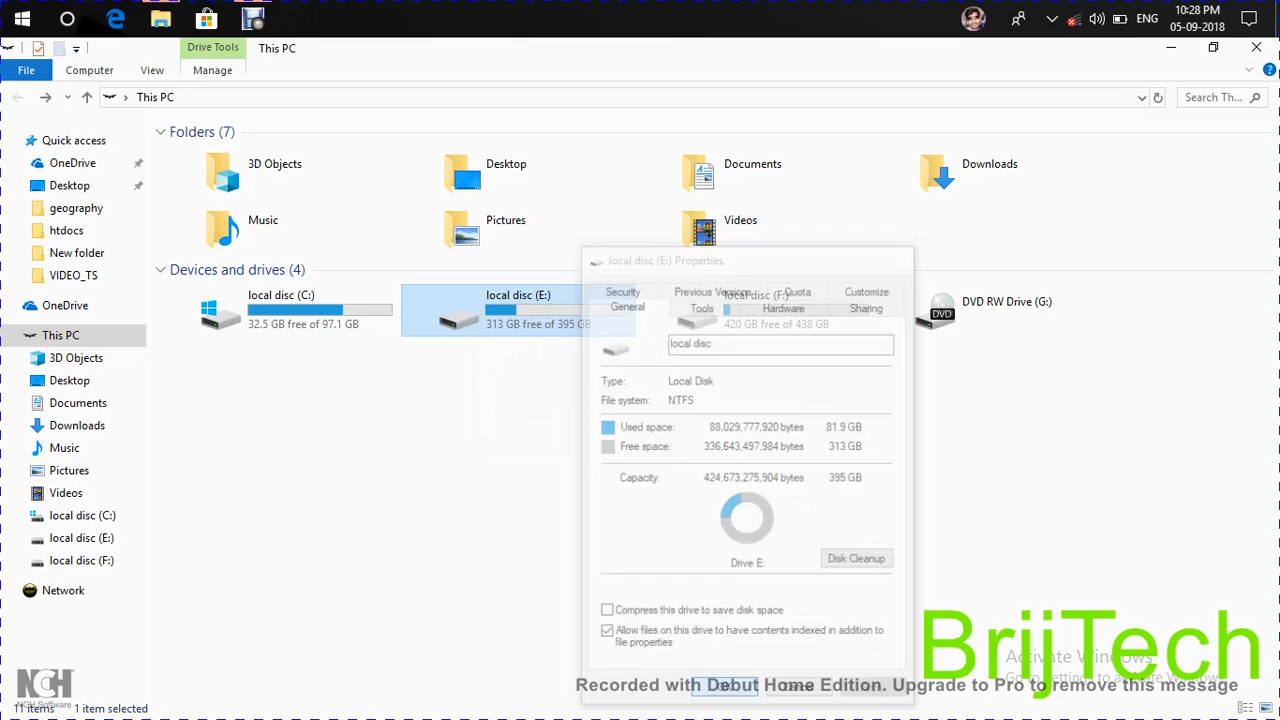 ENG
10:28 PM
05-09-2018
Drive Tools
This PC
File
Computer
View
Manage
This PC
Search Th...
Quick access
OneDrive
Desktop
geography
htdocs
New folder
VIDEO_TS
OneDrive
This PC
3D Objects
Desktop
Documents
Downloads
Music
Pictures
Videos
local disc (C:)
local disc (E:)
local disc (F:)
Network
Folders (7)
3D Objects
Desktop
Documents
Downloads
Music
Pictures
Videos
Devices and drives (4)
local disc (C:)
32.5 GB free of 97.1 GB
local disc (E:)
313 GB free of 395 GB
local disc (F:)
420 GB free of 438 GB
DVD RW Drive (G:)
DVD
local disc (E:) Properties
Security
Previous Versions
Quota
Customize
General
Tools
Hardware
Sharing
local disc
Type: Local Disk
File system: NTFS
Used space: 88,029,777,920 bytes 81.9 GB
Free space: 336,643,497,984 bytes 313 GB
Capacity: 424,673,275,904 bytes 395 GB
Drive E:
Disk Cleanup
Compress this drive to save disk space
Allow files on this drive to have contents indexed in addition to
file properties
BrijTech
Activate Windows
Go to Settings to activate Windows.
Recorded with Debut Home Edition. Upgrade to Pro to remove this message
NCH
NCH Software
11 items
1 item selected